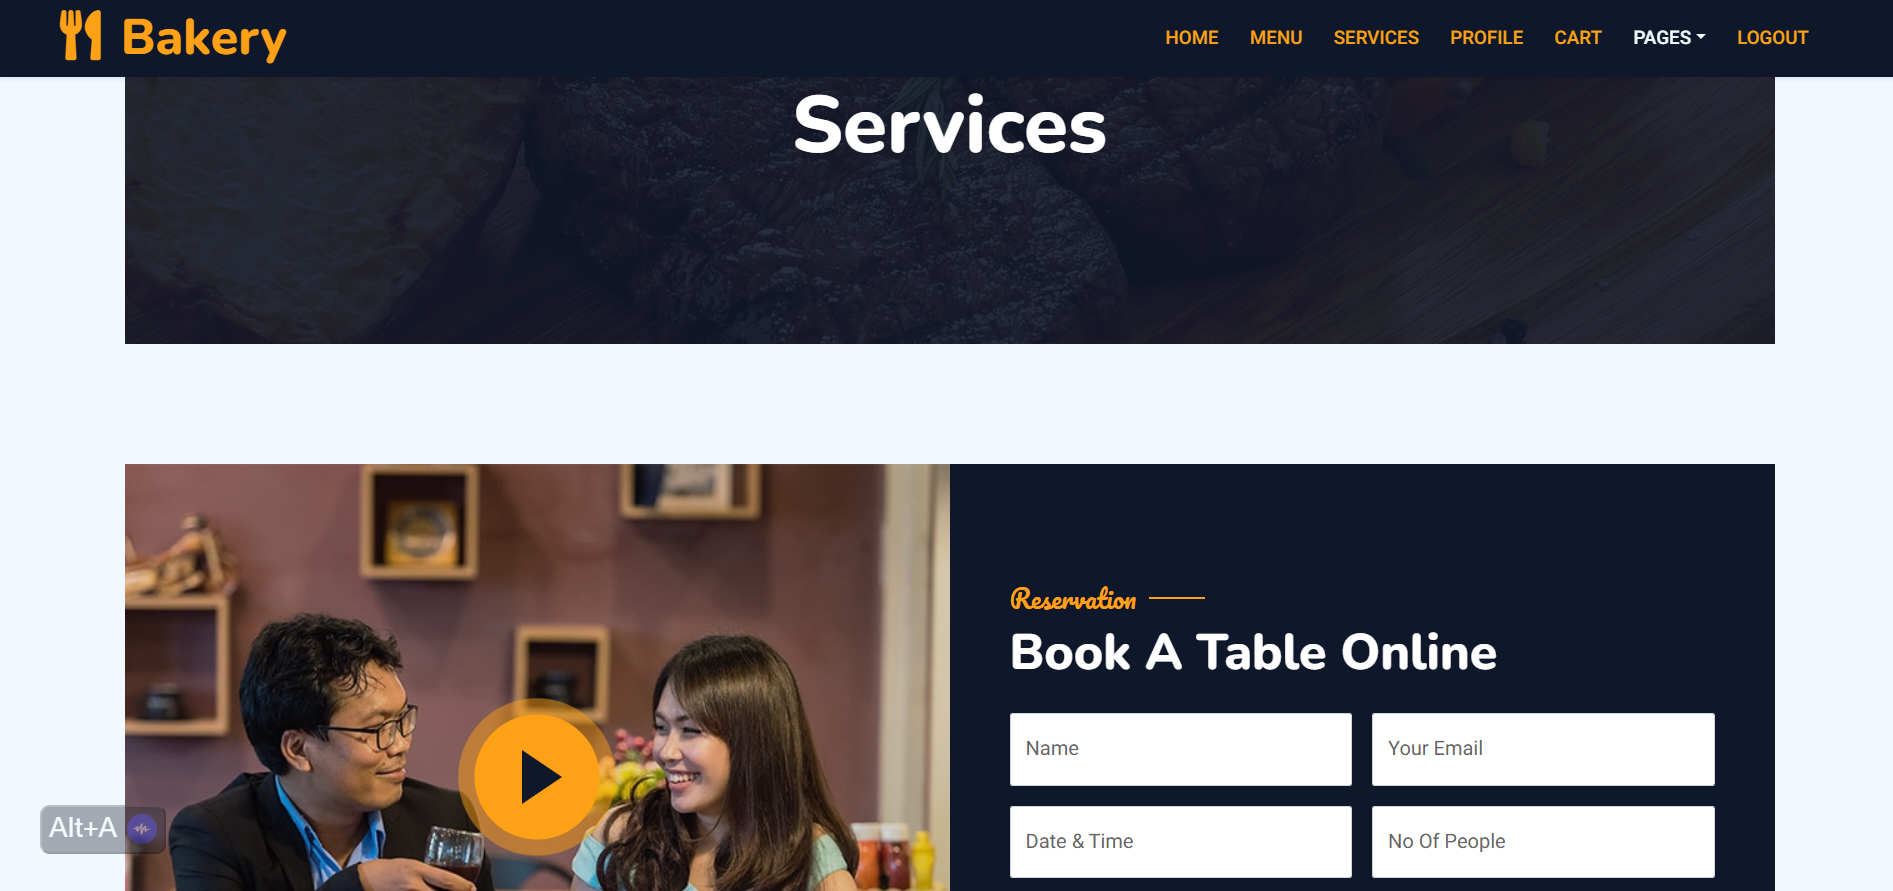 Bakery
HOME MENU SERVICES PROFILE CART PAGES LOGOUT
Services
Reservation
Book A Table Online
Name
Your Email
Date & Time
No Of People
Alt+A